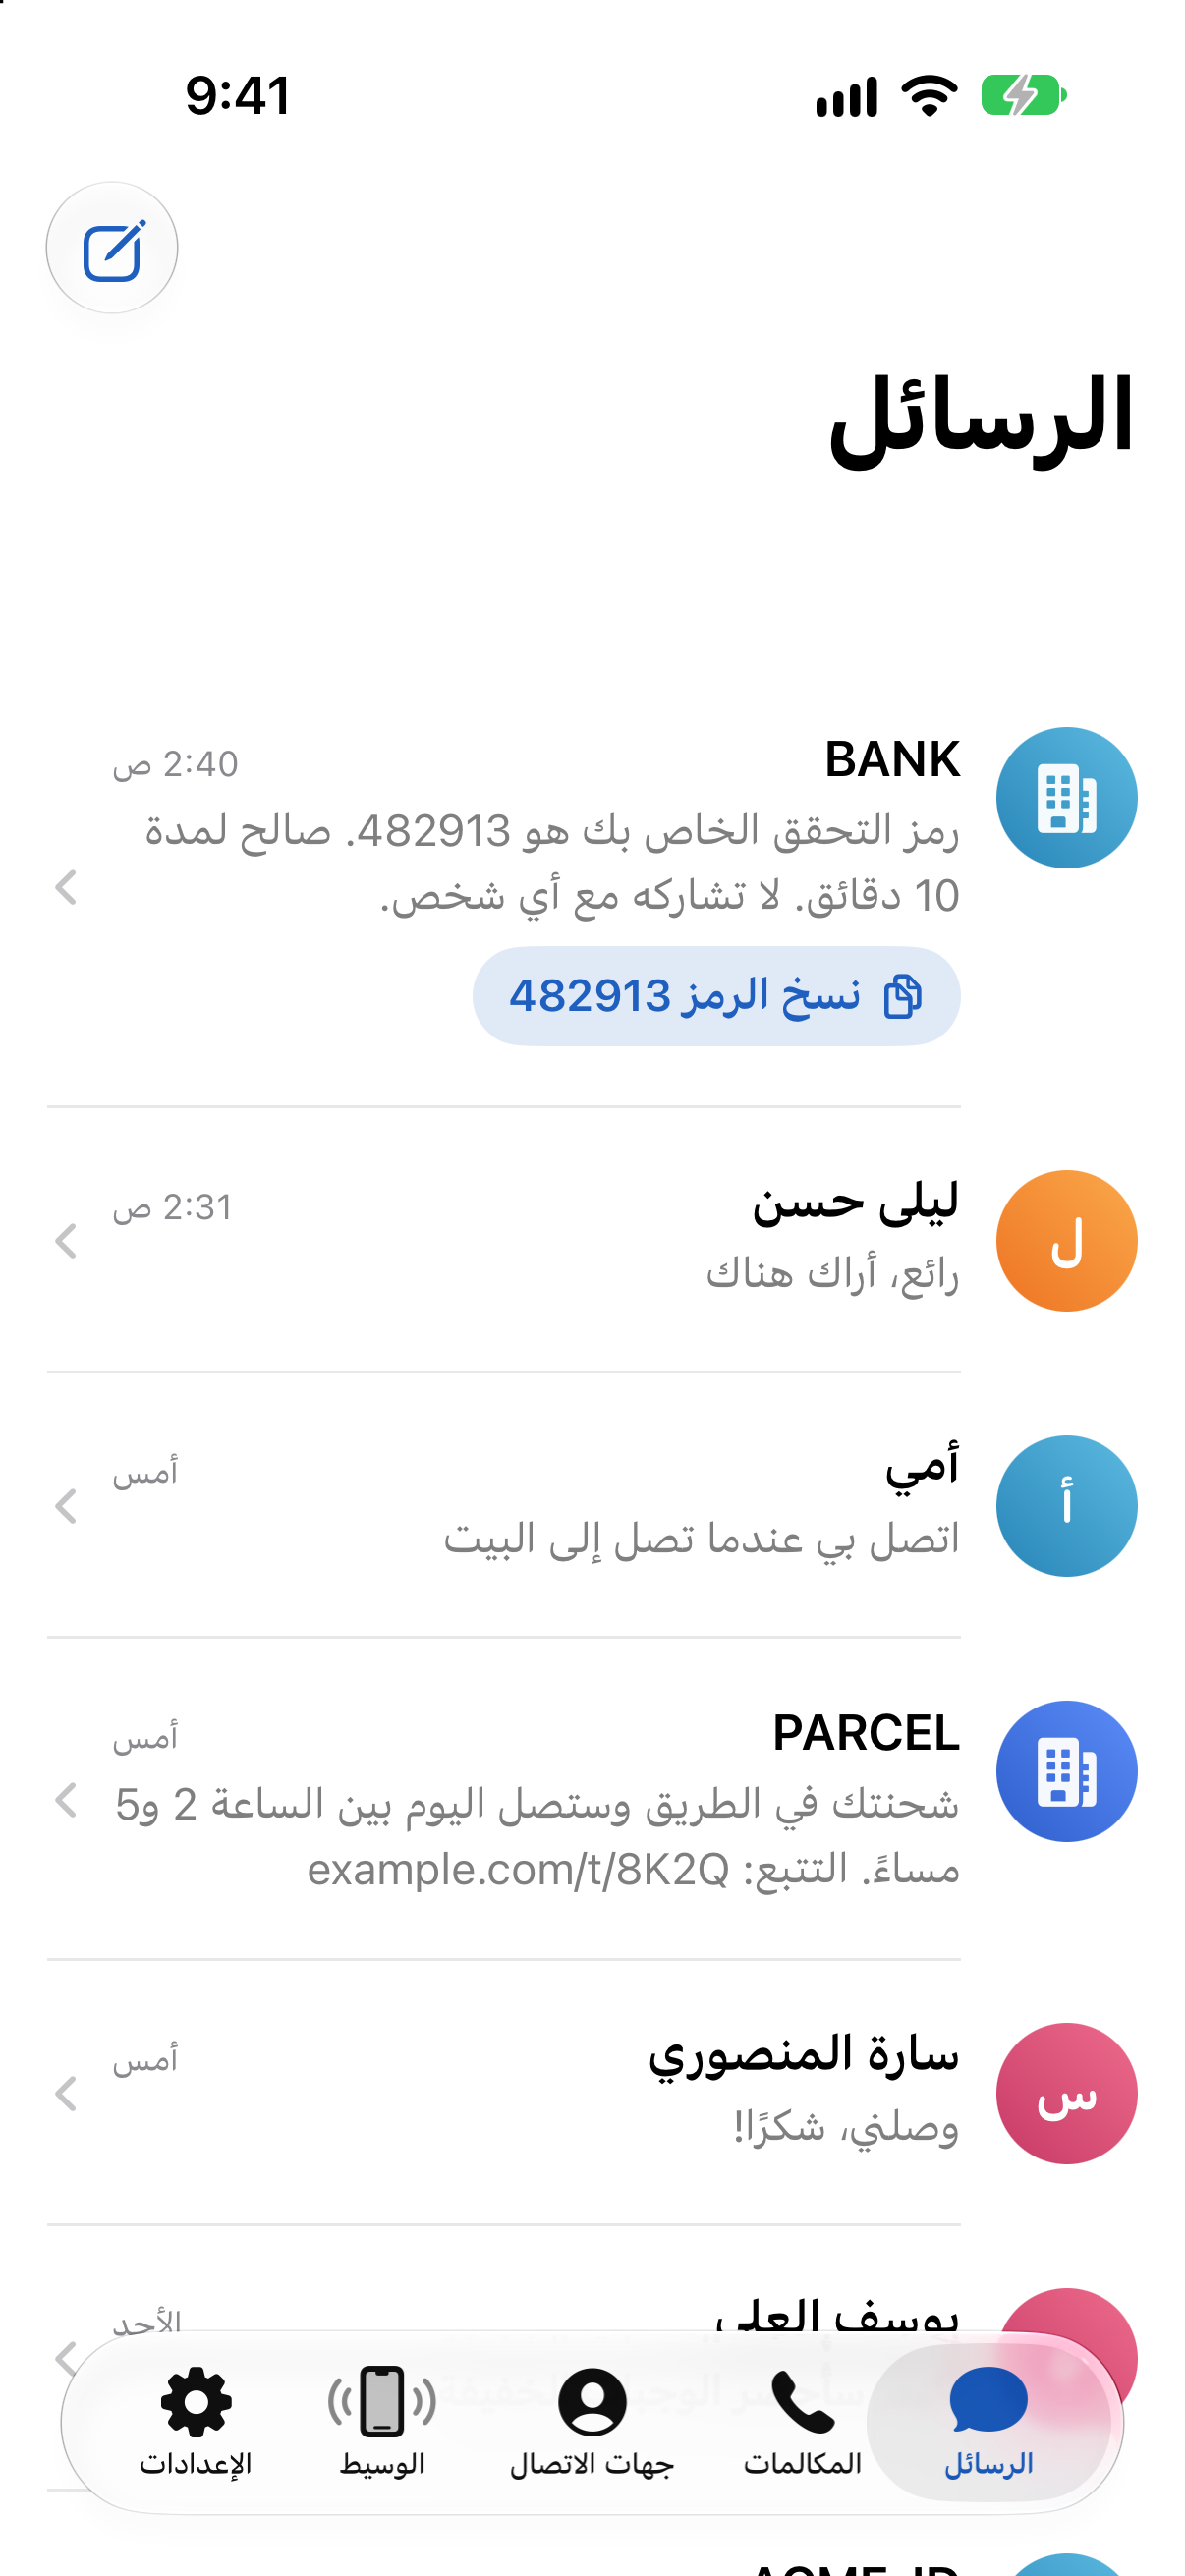 9:41
الرسائل
BANK
2:40 ص
رمز التحقق الخاص بك هو 482913. صالح لمدة
10 دقائق. لا تشاركه مع أي شخص.
نسخ الرمز 482913
ل
ليلى حسن
2:31 ص
رائع، أراك هناك
أ
أمي
أمس
اتصل بي عندما تصل إلى البيت
PARCEL
أمس
شحنتك في الطريق وستصل اليوم بين الساعة 2 و5
مساءً. التتبع: example.com/t/8K2Q
س
سارة المنصوري
أمس
وصلني، شكرًا!
يوسف العلي
الأحد
الرسائل
المكالمات
جهات الاتصال
الوسيط
الإعدادات